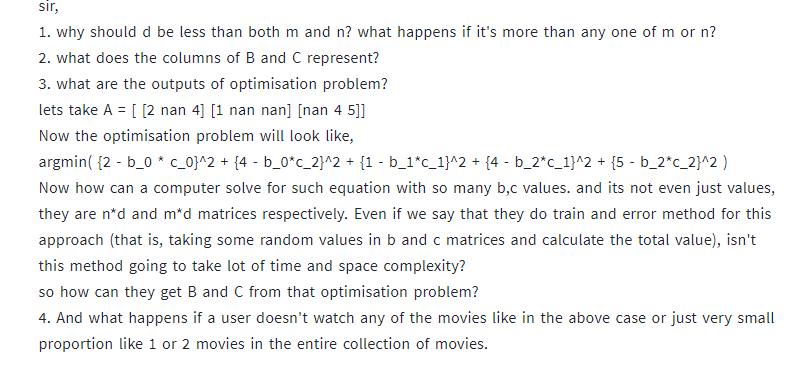 sir,
1. why should d be less than both m and n? what happens if it's more than any one of m or n?
2. what does the columns of B and C represent?
3. what are the outputs of optimisation problem?
lets take A = [ [2 nan 4] [1 nan nan] [nan 4 5]]
Now the optimisation problem will look like,
argmin( {2 - b_0 * c_0}^2 + {4 - b_0*c_2}^2 + {1 - b_1*c_1}^2 + {4 - b_2*c_1}^2 + {5 - b_2*c_2}^2 )
Now how can a computer solve for such equation with so many b,c values. and its not even just values,
they are n*d and m*d matrices respectively. Even if we say that they do train and error method for this
approach (that is, taking some random values in b and c matrices and calculate the total value), isn't
this method going to take lot of time and space complexity?
so how can they get B and C from that optimisation problem?
4. And what happens if a user doesn't watch any of the movies like in the above case or just very small
proportion like 1 or 2 movies in the entire collection of movies.